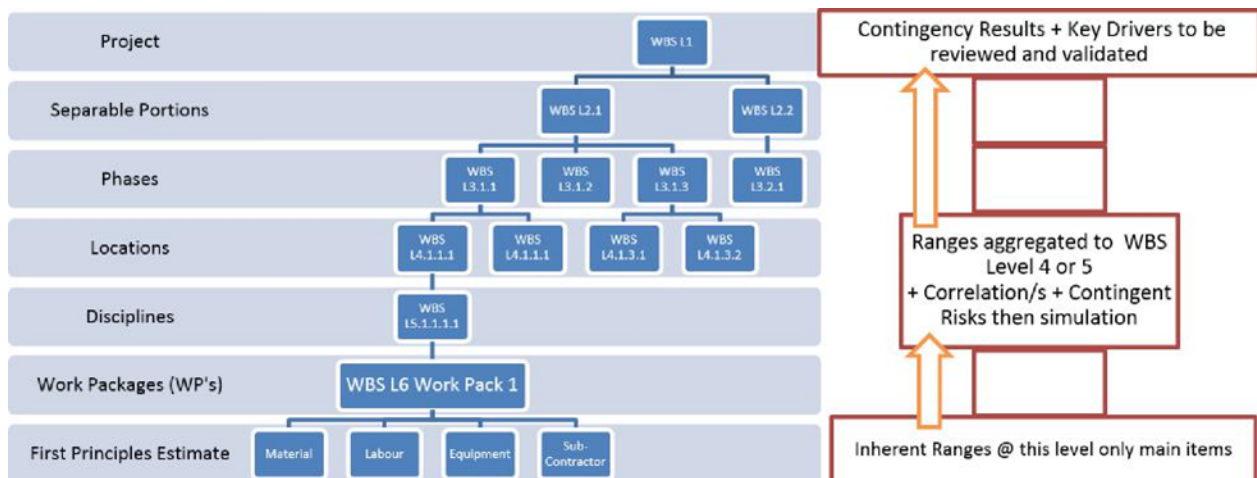 Project
WBS L1
Contingency Results + Key Drivers to be
reviewed and validated
Separable Portions
WBS L2.1
WBS L2.2
Phases
WBS
L3.1.1
WBS
L3.1.2
WBS
L3.1.3
WBS
L3.2.1
Locations
WBS
L4.1.1.1
WBS
L4.1.1.1
WBS
L4.1.3.1
WBS
L4.1.3.2
Ranges aggregated to WBS
Level 4 or 5
+ Correlation/s + Contingent
Risks then simulation
Disciplines
WBS
L5.1.1.1.1
Work Packages (WP's)
WBS L6 Work Pack 1
First Principles Estimate
Material
Labour
Equipment
Sub-
Contractor
Inherent Ranges @ this level only main items